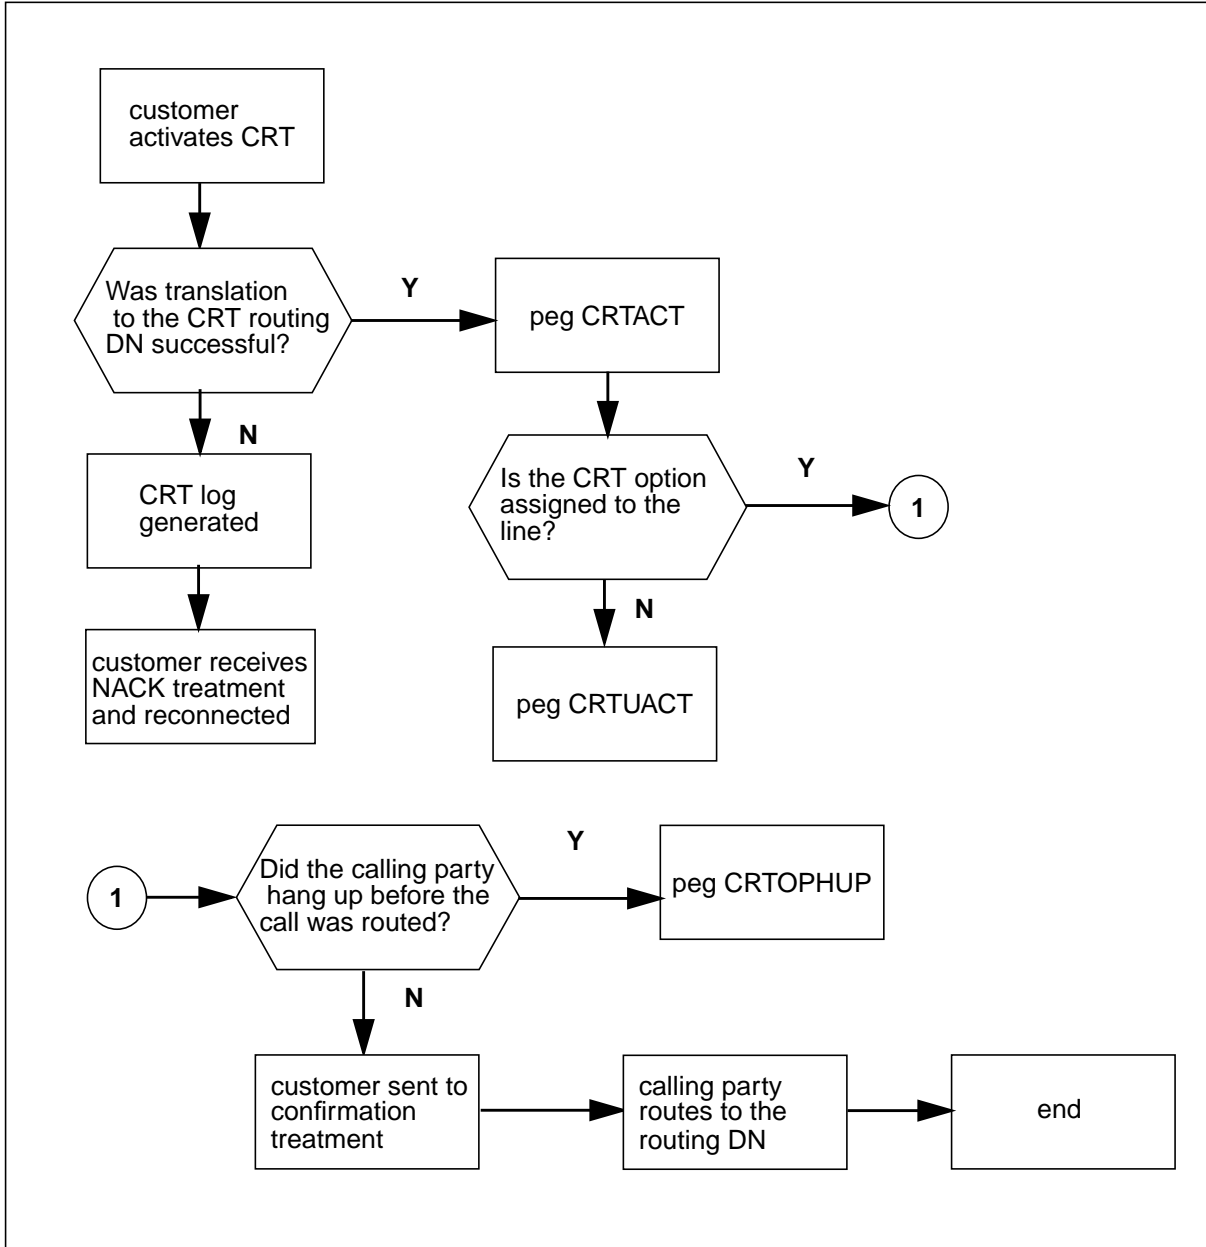 customer
activates CRT
Was translation
to the CRT routing
DN successful?
Y
peg CRTACT
N
CRT log
generated
Is the CRT option
assigned to the
line?
Y
1
N
customer receives
NACK treatment
and reconnected
peg CRTUACT
1
Did the calling party
hang up before the
call was routed?
Y
peg CRTOPHUP
N
customer sent to
confirmation
treatment
calling party
routes to the
routing DN
end